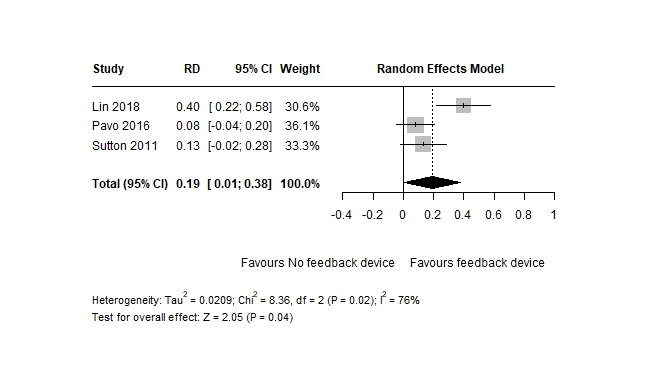 Study RD 95% CI Weight Random Effects Model
Lin 2018 0.40 [ 0.22; 0.58] 30.6%
Pavo 2016 0.08 [-0.04; 0.20] 36.1%
Sutton 2011 0.13 [-0.02; 0.28] 33.3%
Total (95% CI) 0.19 [ 0.01; 0.38] 100.0%
-0.4 -0.2 0 0.2 0.4 0.6 0.8 1
Favours No feedback device Favours feedback device
Heterogeneity: Tau² = 0.0209; Chi² = 8.36, df = 2 (P = 0.02); I² = 76%
Test for overall effect: Z = 2.05 (P = 0.04)